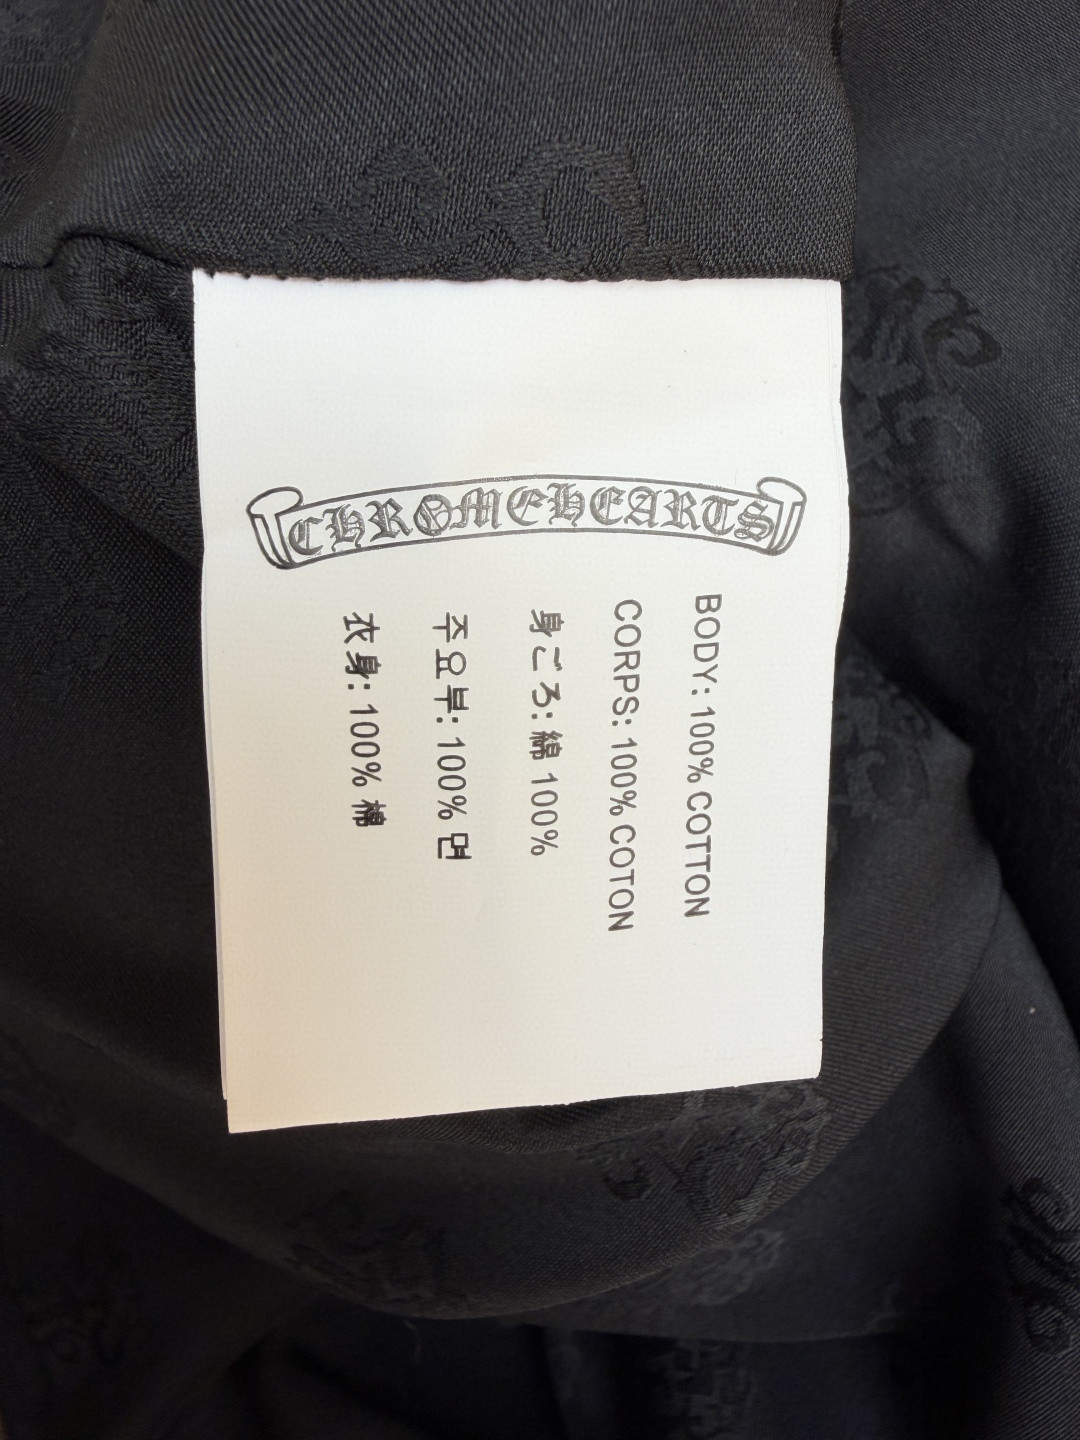 CHROMEHEARTS
BODY: 100% COTTON
CORPS: 100% COTON
身ごろ: 綿 100%
주요부: 100% 면
衣身: 100% 棉